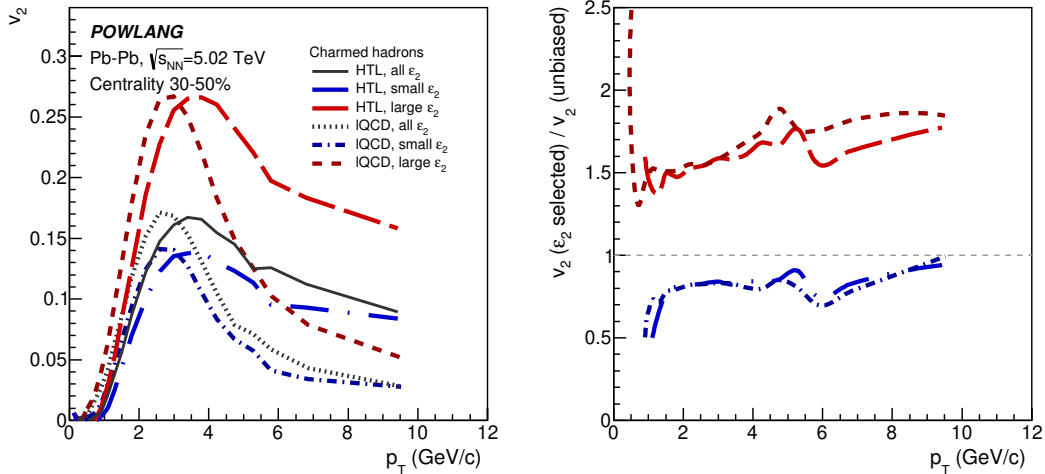 v2
0.3
0.25
0.2
0.15
0.1
0.05
0
POWLANG
Pb-Pb, √sNN=5.02 TeV
Centrality 30-50%
Charmed hadrons
HTL, all ε2
HTL, small ε2
HTL, large ε2
lQCD, all ε2
lQCD, small ε2
lQCD, large ε2
0 2 4 6 8 10 12
pT (GeV/c)
v2 (ε2 selected) / v2 (unbiased)
2.5
2
1.5
1
0.5
0
0 2 4 6 8 10 12
pT (GeV/c)